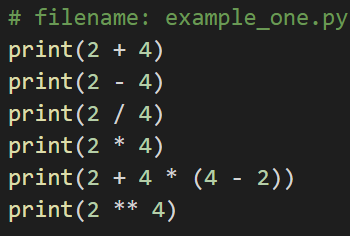 # filename: example_one.py
print(2 + 4)
print(2 - 4)
print(2 / 4)
print(2 * 4)
print(2 + 4 * (4 - 2))
print(2 ** 4)